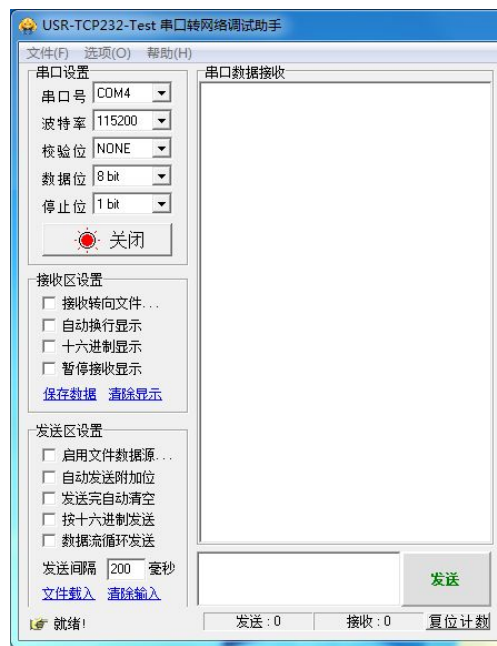 USR-TCP232-Test 串口转网络调试助手
文件(F) 选项(O) 帮助(H)
串口设置
串口号 COM4
波特率 115200
校验位 NONE
数据位 8 bit
停止位 1 bit
关闭
接收区设置
接收转向文件...
自动换行显示
十六进制显示
暂停接收显示
保存数据 清除显示
发送区设置
启用文件数据源...
自动发送附加位
发送完自动清空
按十六进制发送
数据流循环发送
发送间隔 200 毫秒
文件载入 清除输入
串口数据接收
发送
就绪!
发送:0 接收:0 复位计数